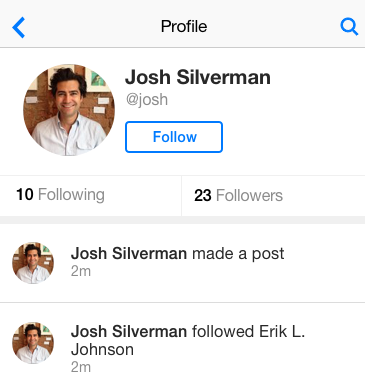 Profile
Josh Silverman
@josh
Follow
10 Following
23 Followers
Josh Silverman made a post
2m
Josh Silverman followed Erik L.
Johnson
2m